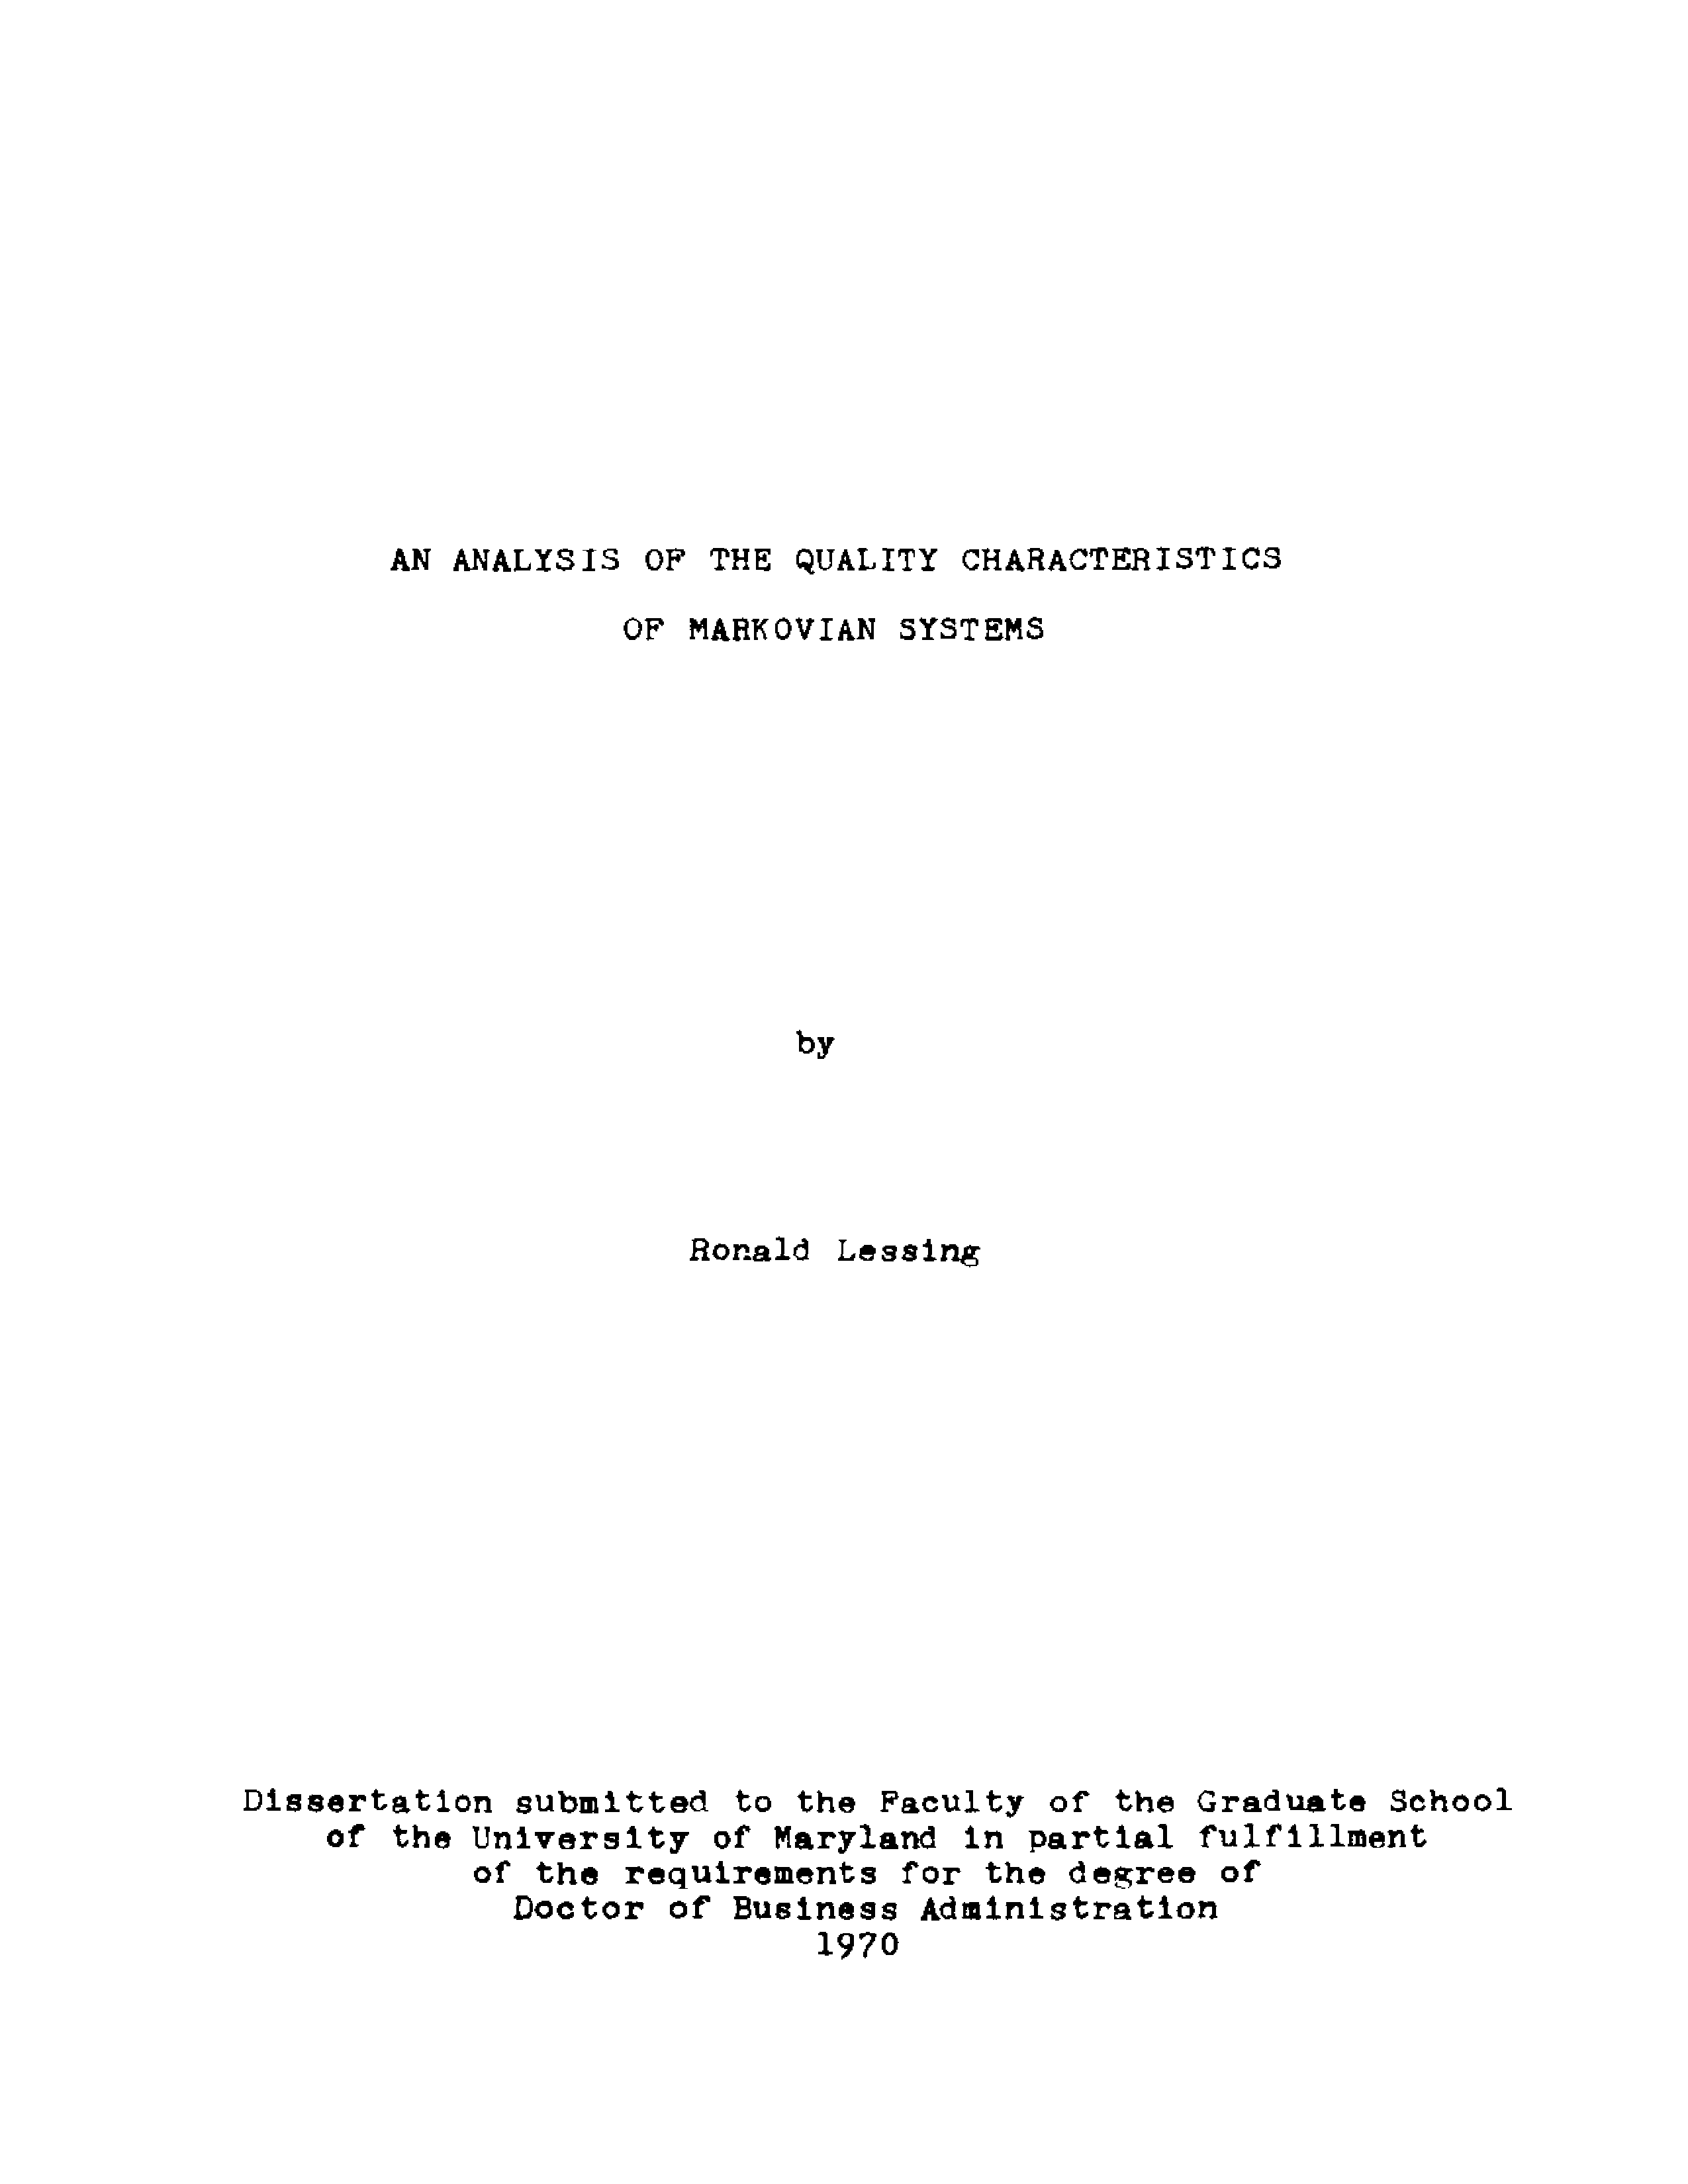 AN ANALYSIS OF THE QUALITY CHARACTERISTICS
OF MARKOVIAN SYSTEMS
by
Ronald Lessing
Dissertation submitted to the Faculty of the Graduate School
of the University of Maryland in partial fulfillment
of the requirements for the degree of
Doctor of Business Administration
1970